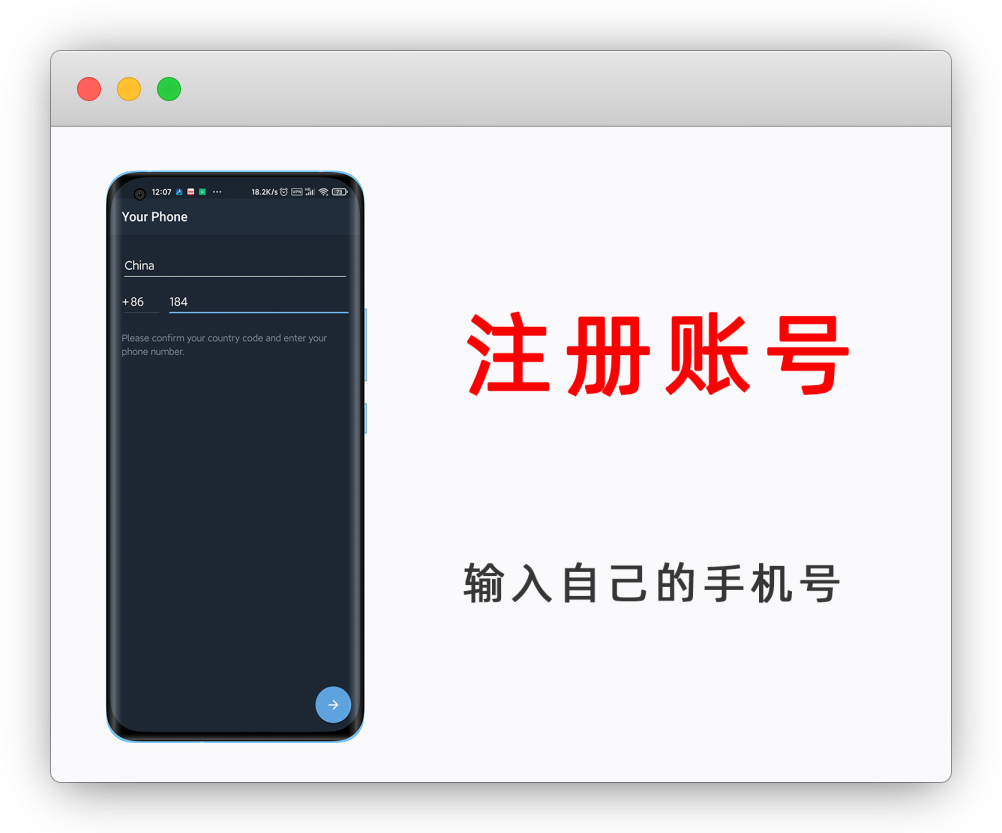 12:07
18.2K/s
Your Phone
China
+86 184
Please confirm your country code and enter your
phone number.
注册账号
输入自己的手机号